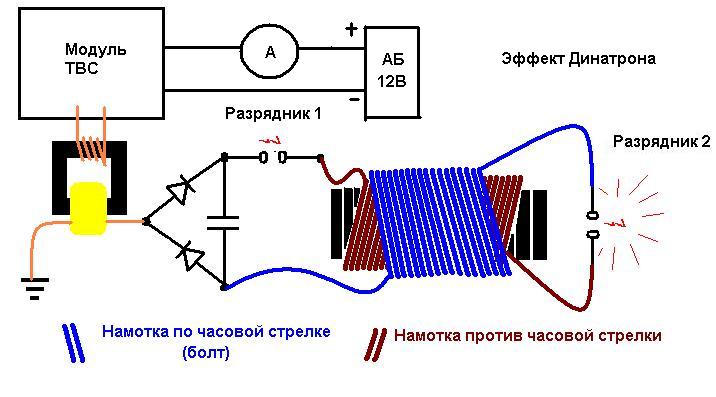 Модуль
ТВС
А
+
АБ
12В
-
Эффект Динатрона
Разрядник 1
Разрядник 2
Намотка по часовой стрелке
(болт)
Намотка против часовой стрелки